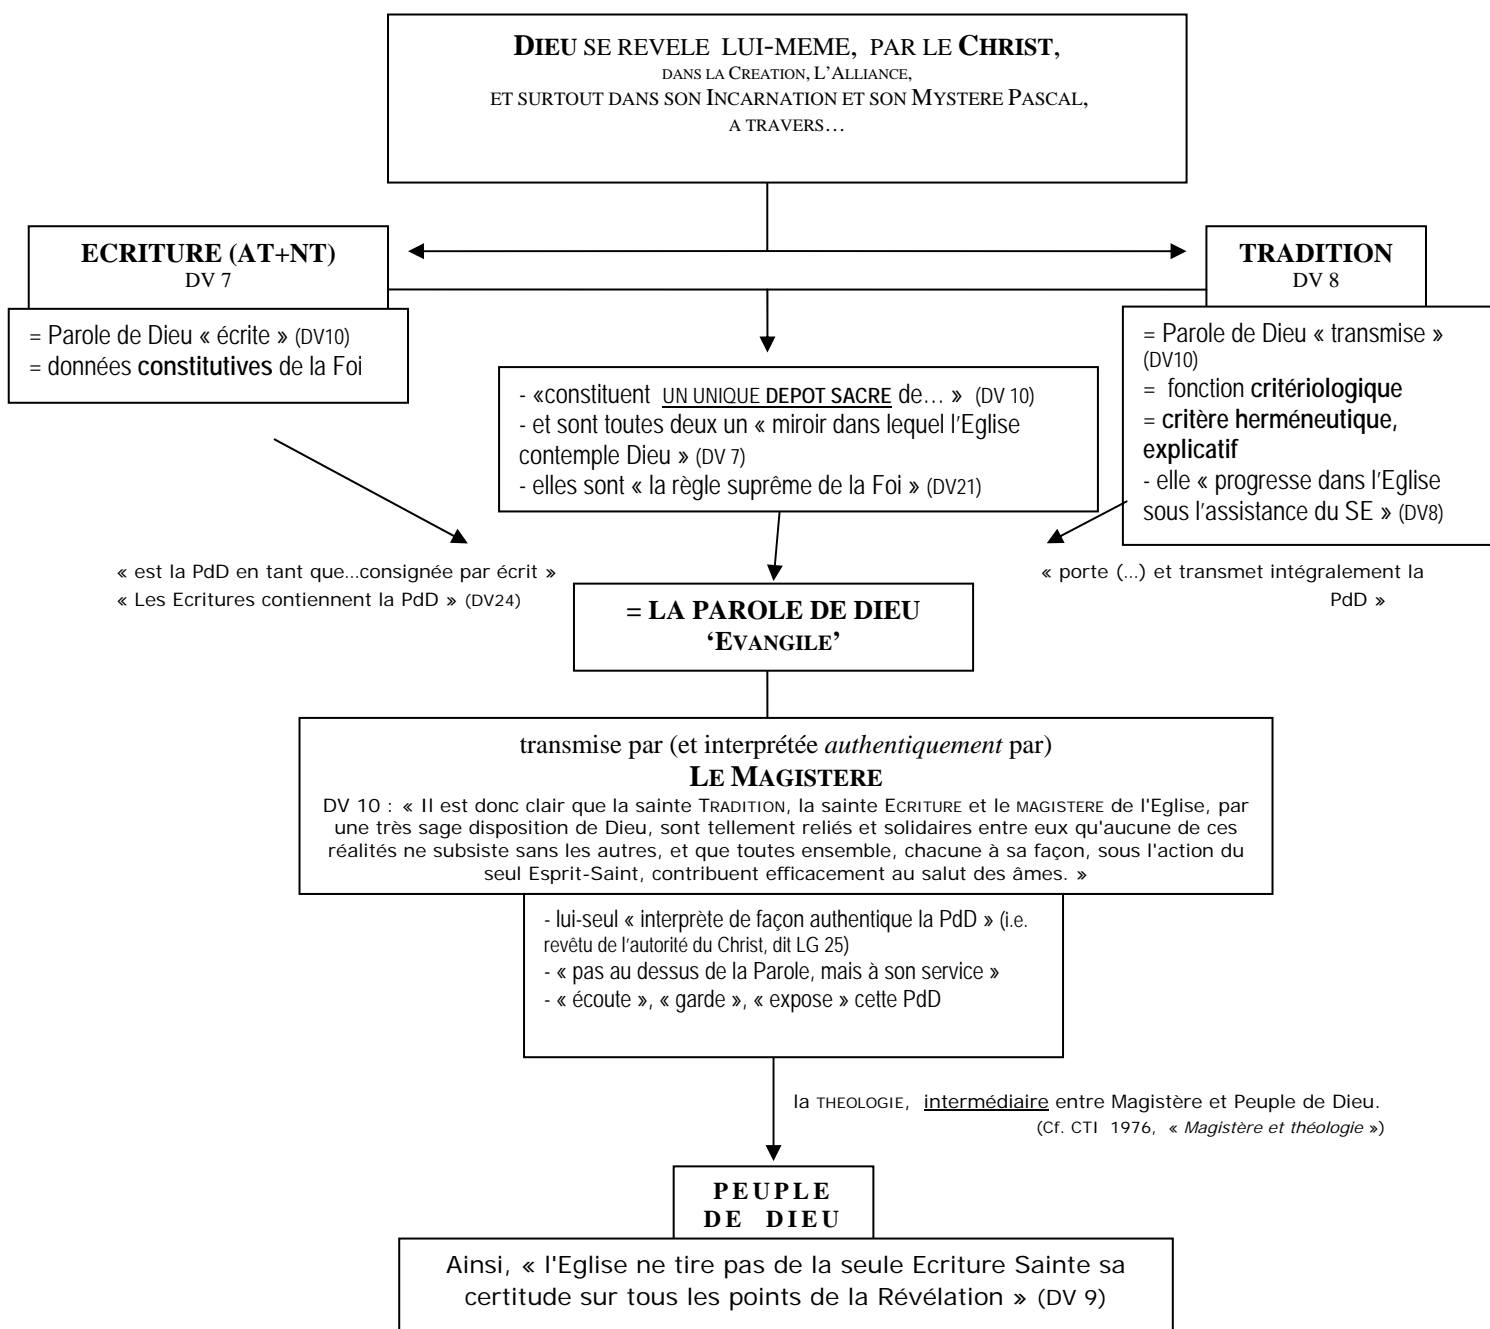 DIEU SE REVELE LUI-MEME, PAR LE CHRIST,
DANS LA CREATION, L'ALLIANCE,
ET SURTOUT DANS SON INCARNATION ET SON MYSTERE PASCAL,
A TRAVERS…
ECRITURE (AT+NT)
DV 7
= Parole de Dieu « écrite » (DV10)
= données constitutives de la Foi
TRADITION
DV 8
= Parole de Dieu « transmise »
(DV10)
= fonction critériologique
= critère herméneutique,
explicatif
- elle « progresse dans l'Eglise
sous l'assistance du SE » (DV8)
- «constituent UN UNIQUE DEPOT SACRE de… » (DV 10)
- et sont toutes deux un « miroir dans lequel l'Eglise
contemple Dieu » (DV 7)
- elles sont « la règle suprême de la Foi » (DV21)
« est la PdD en tant que…consignée par écrit »
« Les Ecritures contiennent la PdD » (DV24)
« porte (…) et transmet intégralement la
PdD »
= LA PAROLE DE DIEU
‘EVANGILE’
transmise par (et interprétée authentiquement par)
LE MAGISTERE
DV 10 : « Il est donc clair que la sainte TRADITION, la sainte ECRITURE et le MAGISTERE de l'Eglise, par
une très sage disposition de Dieu, sont tellement reliés et solidaires entre eux qu'aucune de ces
réalités ne subsiste sans les autres, et que toutes ensemble, chacune à sa façon, sous l'action du
seul Esprit-Saint, contribuent efficacement au salut des âmes. »
- lui-seul « interprète de façon authentique la PdD » (i.e.
revêtu de l'autorité du Christ, dit LG 25)
- « pas au dessus de la Parole, mais à son service »
- « écoute », « garde », « expose » cette PdD
la THEOLOGIE, intermédiaire entre Magistère et Peuple de Dieu.
(Cf. CTI 1976, « Magistère et théologie »)
PEUPLE
DE DIEU
Ainsi, « l'Eglise ne tire pas de la seule Ecriture Sainte sa
certitude sur tous les points de la Révélation » (DV 9)